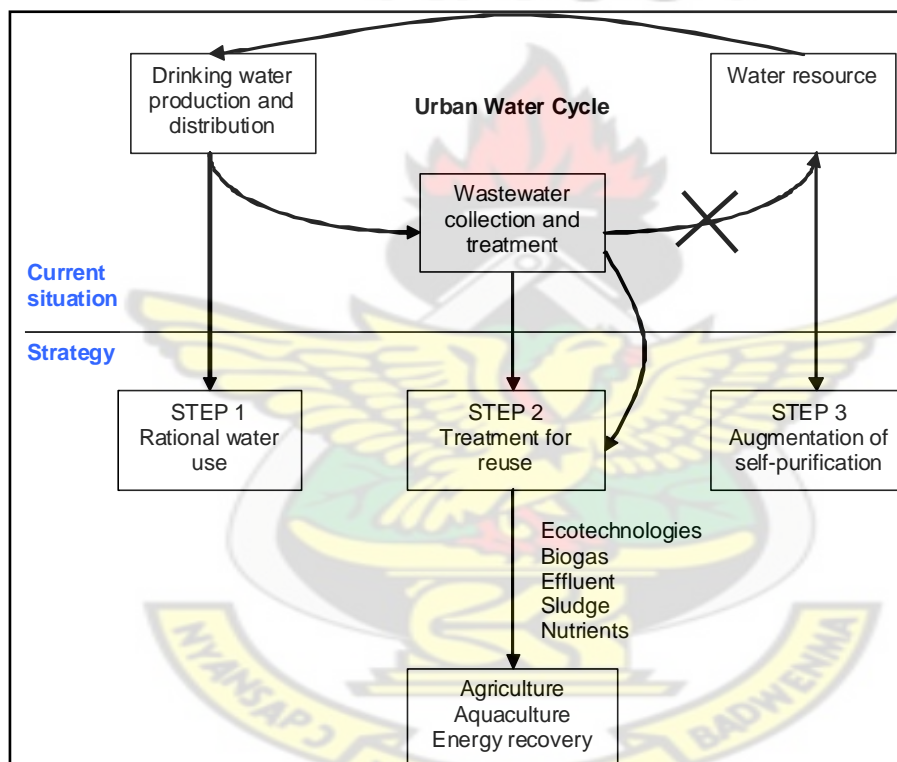 Drinking water
production and
distribution
Water resource
Urban Water Cycle
Wastewater
collection and
treatment
Current
situation
Strategy
STEP 1
Rational water
use
STEP 2
Treatment for
reuse
STEP 3
Augmentation of
self-purification
Ecotechnologies
Biogas
Effluent
Sludge
Nutrients
Agriculture
Aquaculture
Energy recovery
NYANSAPƆ
BADWENMA